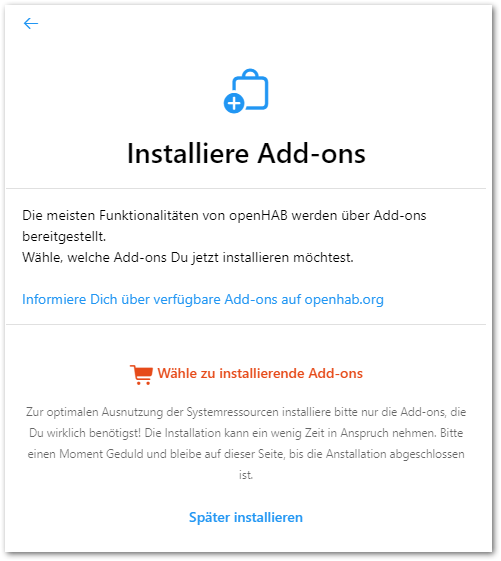 Installiere Add-ons
Die meisten Funktionalitäten von openHAB werden über Add-ons
bereitgestellt.
Wähle, welche Add-ons Du jetzt installieren möchtest.
Informiere Dich über verfügbare Add-ons auf openhab.org
Wähle zu installierende Add-ons
Zur optimalen Ausnutzung der Systemressourcen installiere bitte nur die Add-ons, die
Du wirklich benötigst! Die Installation kann ein wenig Zeit in Anspruch nehmen. Bitte
einen Moment Geduld und bleibe auf dieser Seite, bis die Anstallation abgeschlossen
ist.
Später installieren